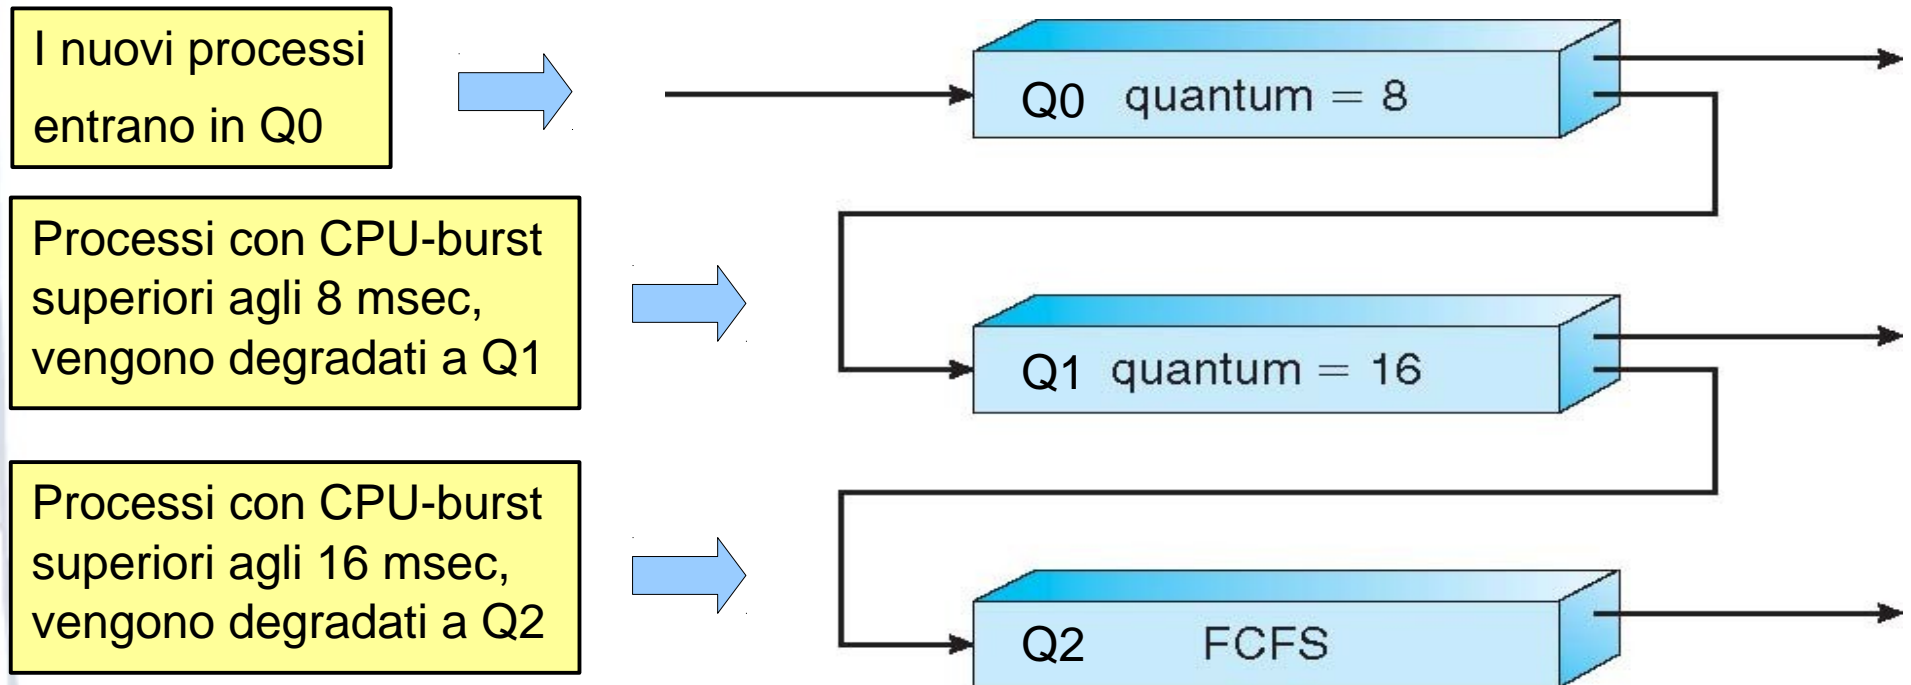 I nuovi processi
entrano in Q0
Q0 quantum = 8
Processi con CPU-burst
superiori agli 8 msec,
vengono degradati a Q1
Q1 quantum = 16
Processi con CPU-burst
superiori agli 16 msec,
vengono degradati a Q2
Q2 FCFS